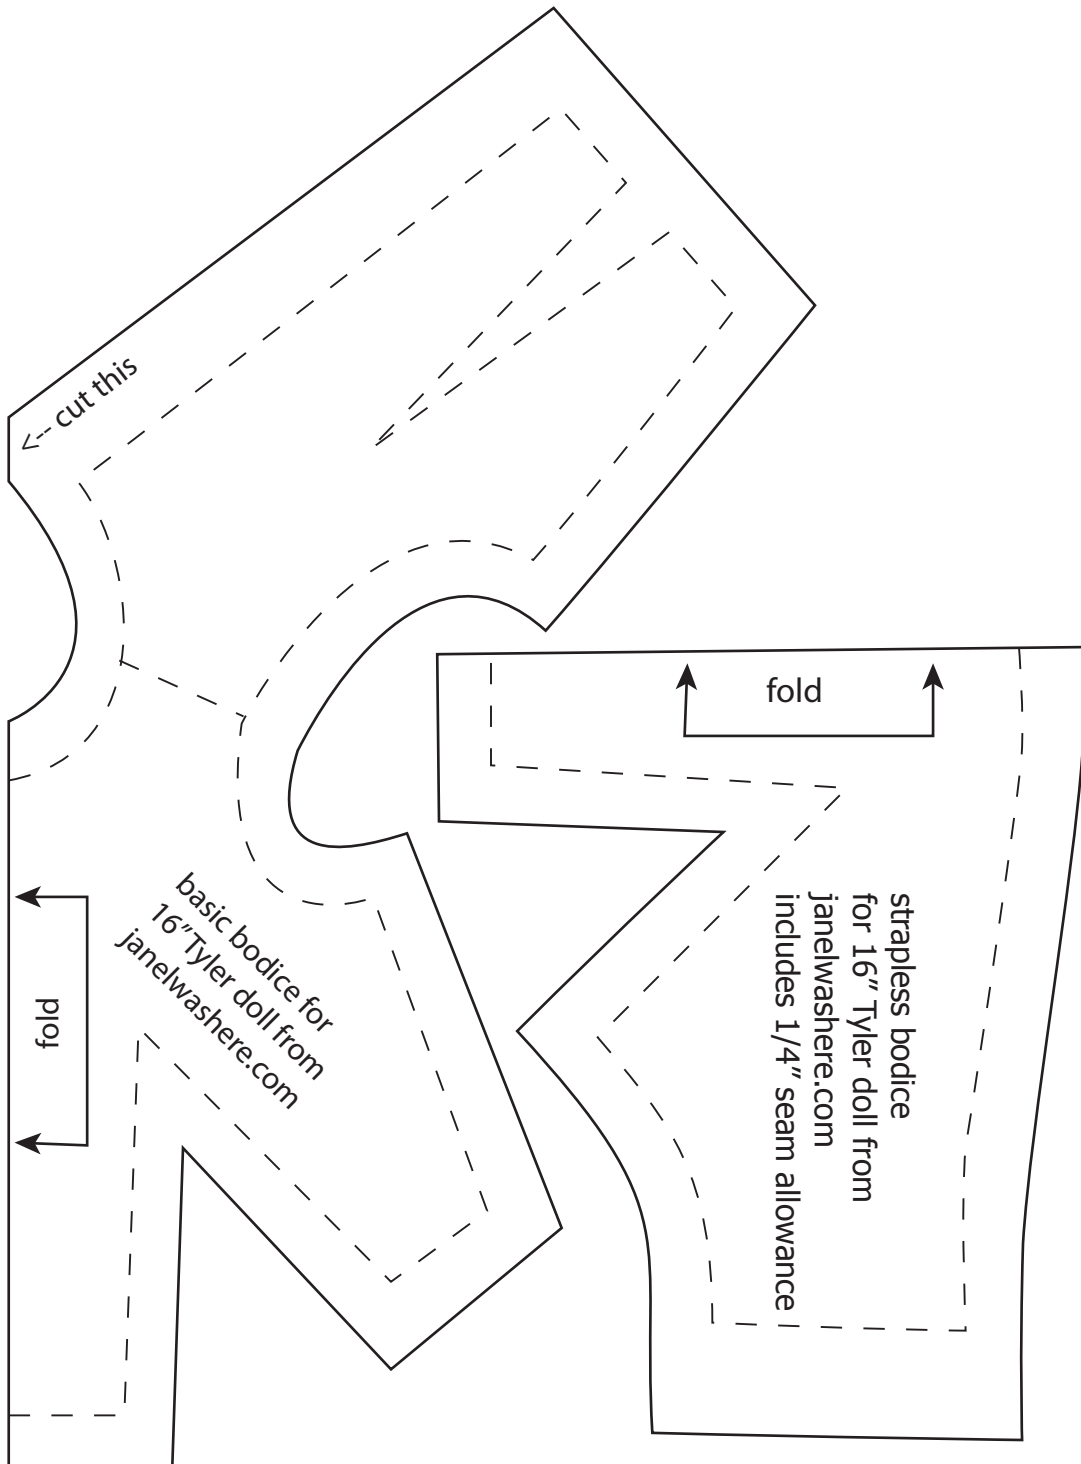 cut this
fold
basic bodice for
16" Tyler doll from
janelwashere.com
fold
strapless bodice
for 16" Tyler doll from
janelwashere.com
includes 1/4" seam allowance